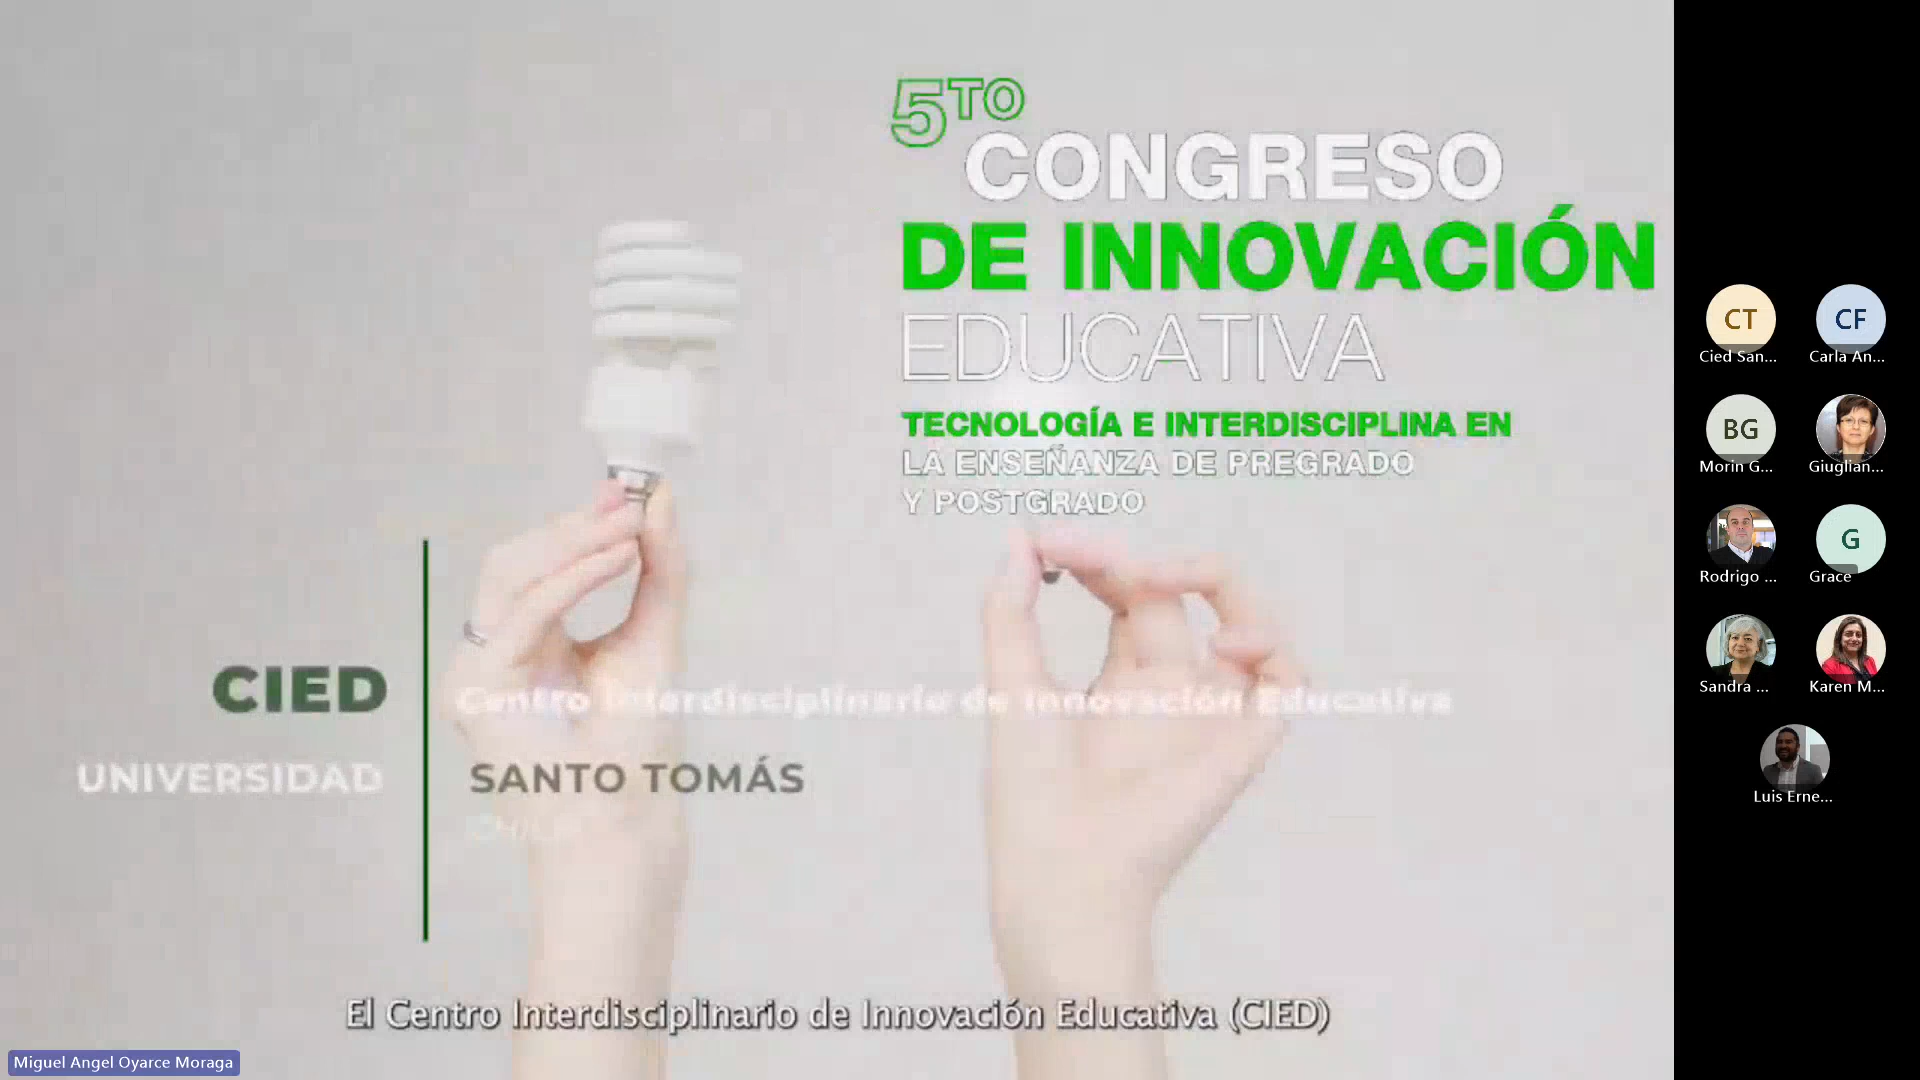 5TO
CONGRESO
DE INNOVACIÓN
EDUCATIVA
TECNOLOGÍA E INTERDISCIPLINA EN
LA ENSEÑANZA DE PREGRADO
Y POSTGRADO
CIED
Centro Interdisciplinario de Innovación Educativa
UNIVERSIDAD
SANTO TOMÁS
El Centro Interdisciplinario de Innovación Educativa (CIED)
Miguel Angel Oyarce Moraga
CT
Cied San...
CF
Carla An...
BG
Morin G...
Giuglian...
Rodrigo ...
G
Grace
Sandra ...
Karen M...
Luis Erne...